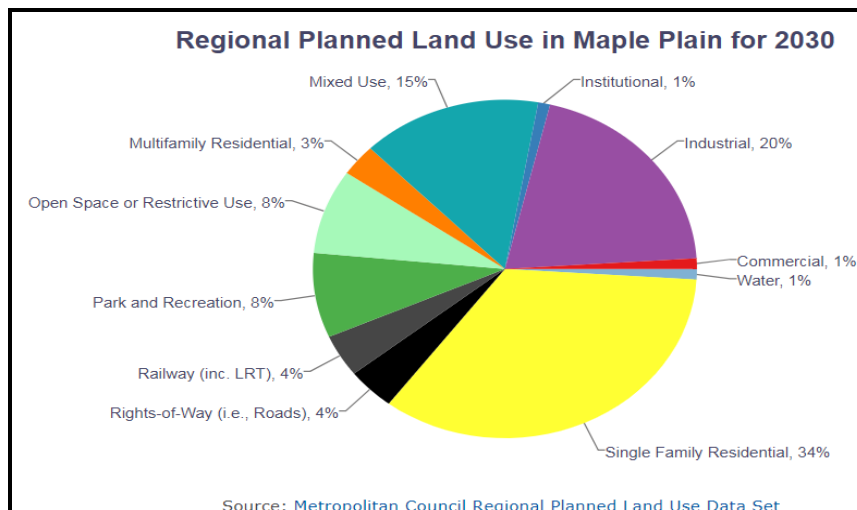 Regional Planned Land Use in Maple Plain for 2030
Mixed Use, 15%
Institutional, 1%
Multifamily Residential, 3%
Industrial, 20%
Open Space or Restrictive Use, 8%
Commercial, 1%
Water, 1%
Park and Recreation, 8%
Railway (inc. LRT), 4%
Rights-of-Way (i.e., Roads), 4%
Single Family Residential, 34%
Source: Metropolitan Council Regional Planned Land Use Data Set